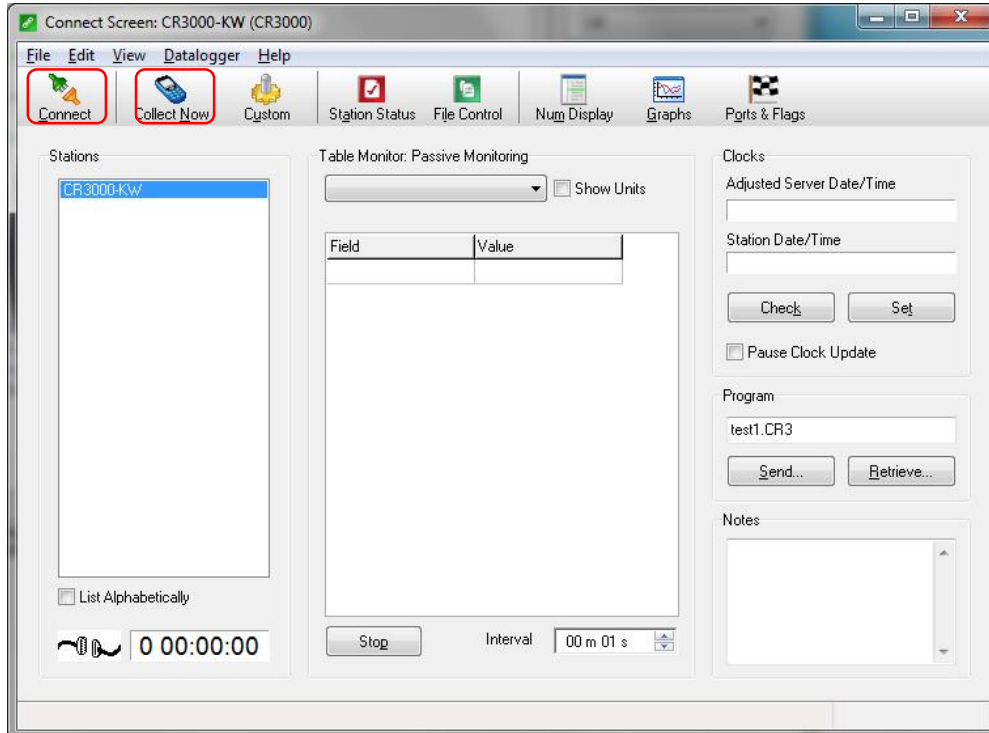 Connect Screen: CR3000-KW (CR3000)
File Edit View Datalogger Help
Connect Collect Now Custom Station Status File Control Num Display Graphs Ports & Flags
Stations
CR3000-KW
List Alphabetically
0 00:00:00
Table Monitor: Passive Monitoring
Show Units
Field Value
Stop Interval 00 m 01 s
Clocks
Adjusted Server Date/Time
Station Date/Time
Check Set
Pause Clock Update
Program
test1.CR3
Send... Retrieve...
Notes